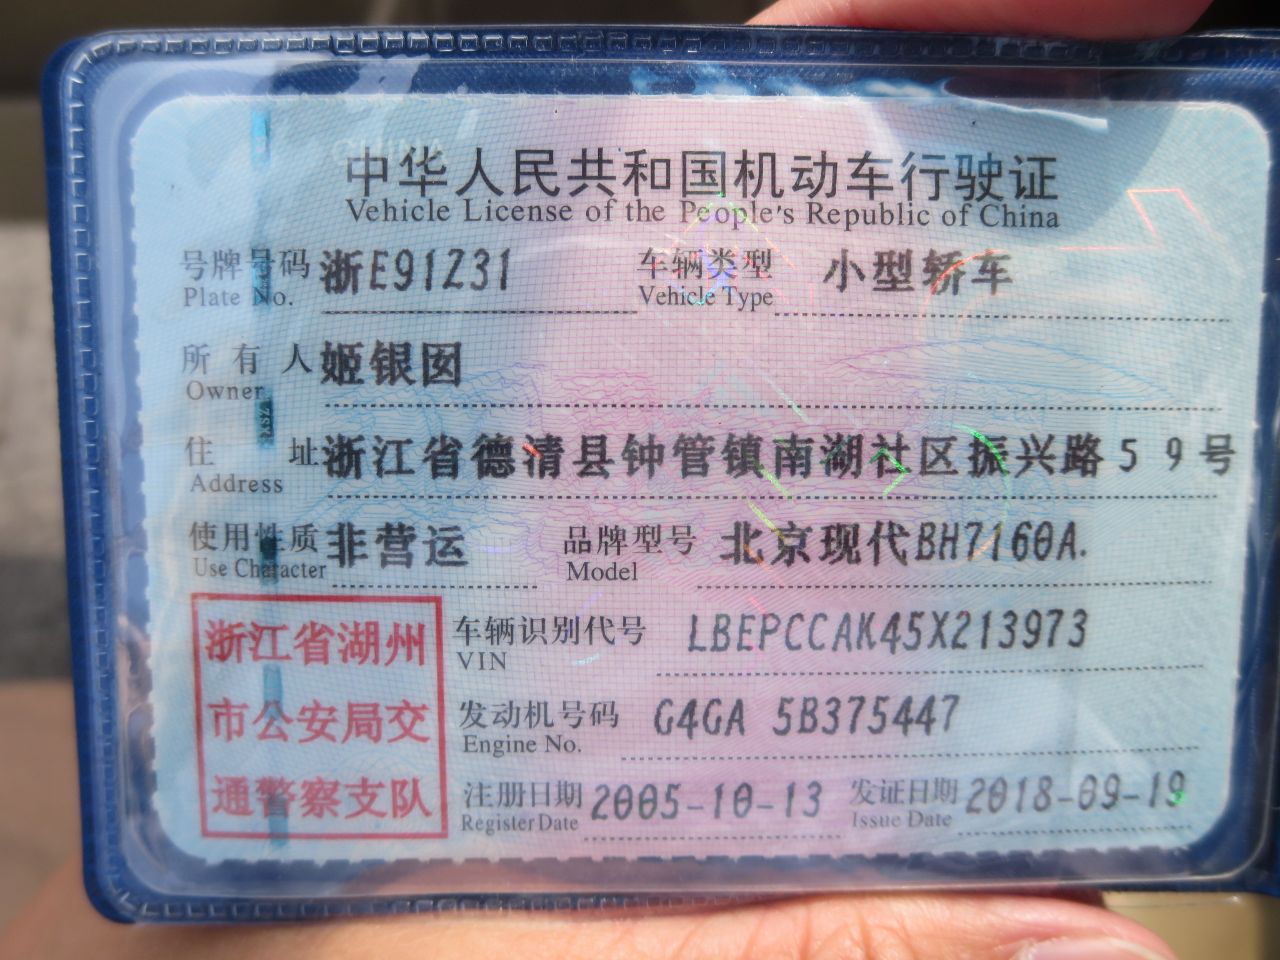 中华人民共和国机动车行驶证
Vehicle License of the People's Republic of China
号牌号码 浙E91Z31 车辆类型 小型轿车
Plate No. Vehicle Type
所有人 姬银囡
Owner
住址 浙江省德清县钟管镇南湖社区振兴路59号
Address
使用性质 非营运 品牌型号 北京现代BH7160A.
Use Character Model
浙江省湖州
市公安局交
通警察支队
车辆识别代号 LBEPCCAK45X213973
VIN
发动机号码 G4GA 5B375447
Engine No.
注册日期 2005-10-13 发证日期 2018-09-19
Register Date Issue Date